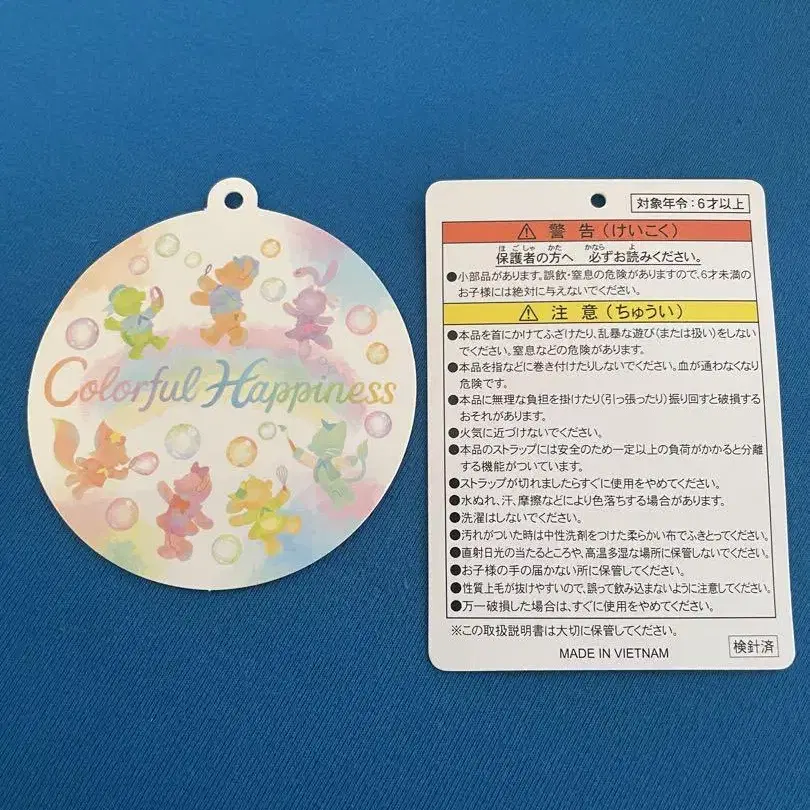 Colorful Happiness
対象年令：6才以上
⚠ 警告（けいこく）
ほごしゃ かた かなら よ
保護者の方へ 必ずお読みください。
●小部品があります。誤飲・窒息の危険がありますので、6才未満の
お子様には絶対に与えないでください。
⚠ 注意（ちゅうい）
●本品を首にかけてふざけたり、乱暴な遊び（または扱い）をしない
でください。窒息などの危険があります。
●本品を指などに巻き付けたりしないでください。血が通わなくなり
危険です。
●本品に無理な負担を掛けたり（引っ張ったり）振り回すと破損する
おそれがあります。
●火気に近づけないでください。
●本品のストラップには安全のため一定以上の負荷がかかると分離
する機能がついています。
●ストラップが切れましたらすぐに使用をやめてください。
●水ぬれ、汗、摩擦などにより色落ちする場合があります。
●洗濯はしないでください。
●汚れがついた時は中性洗剤をつけた柔らかい布でふきとってください。
●直射日光の当たるところや、高温多湿な場所に保管しないでください。
●お子様の手の届かない所に保管してください。
●性質上毛が抜けやすいので、誤って飲み込まないように注意してください。
●万一破損した場合は、すぐに使用をやめてください。
※この取扱説明書は大切に保管してください。
MADE IN VIETNAM
検針済